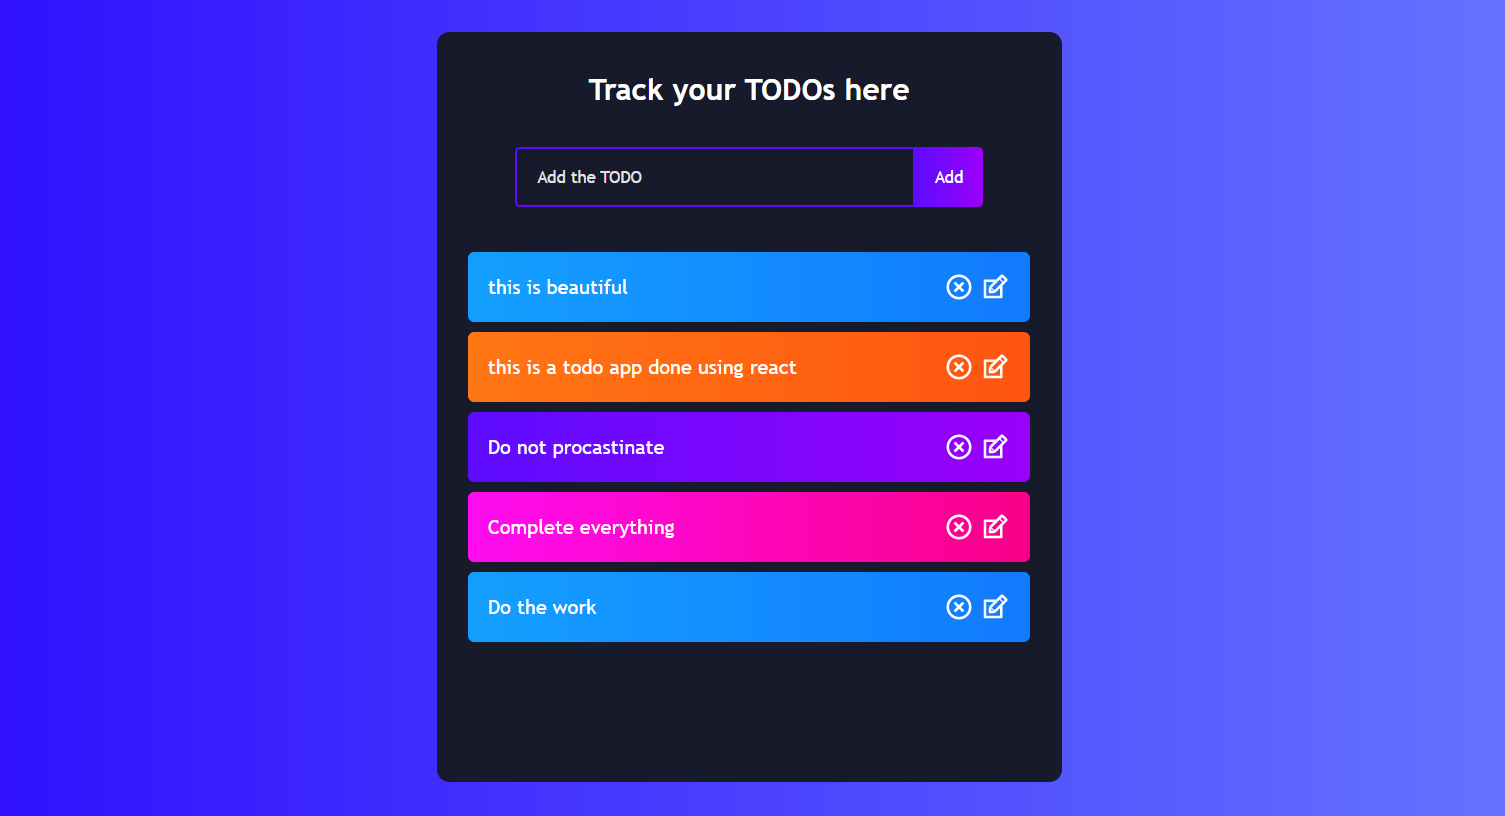 Track your TODOs here
Add the TODO
Add
this is beautiful
this is a todo app done using react
Do not procastinate
Complete everything
Do the work